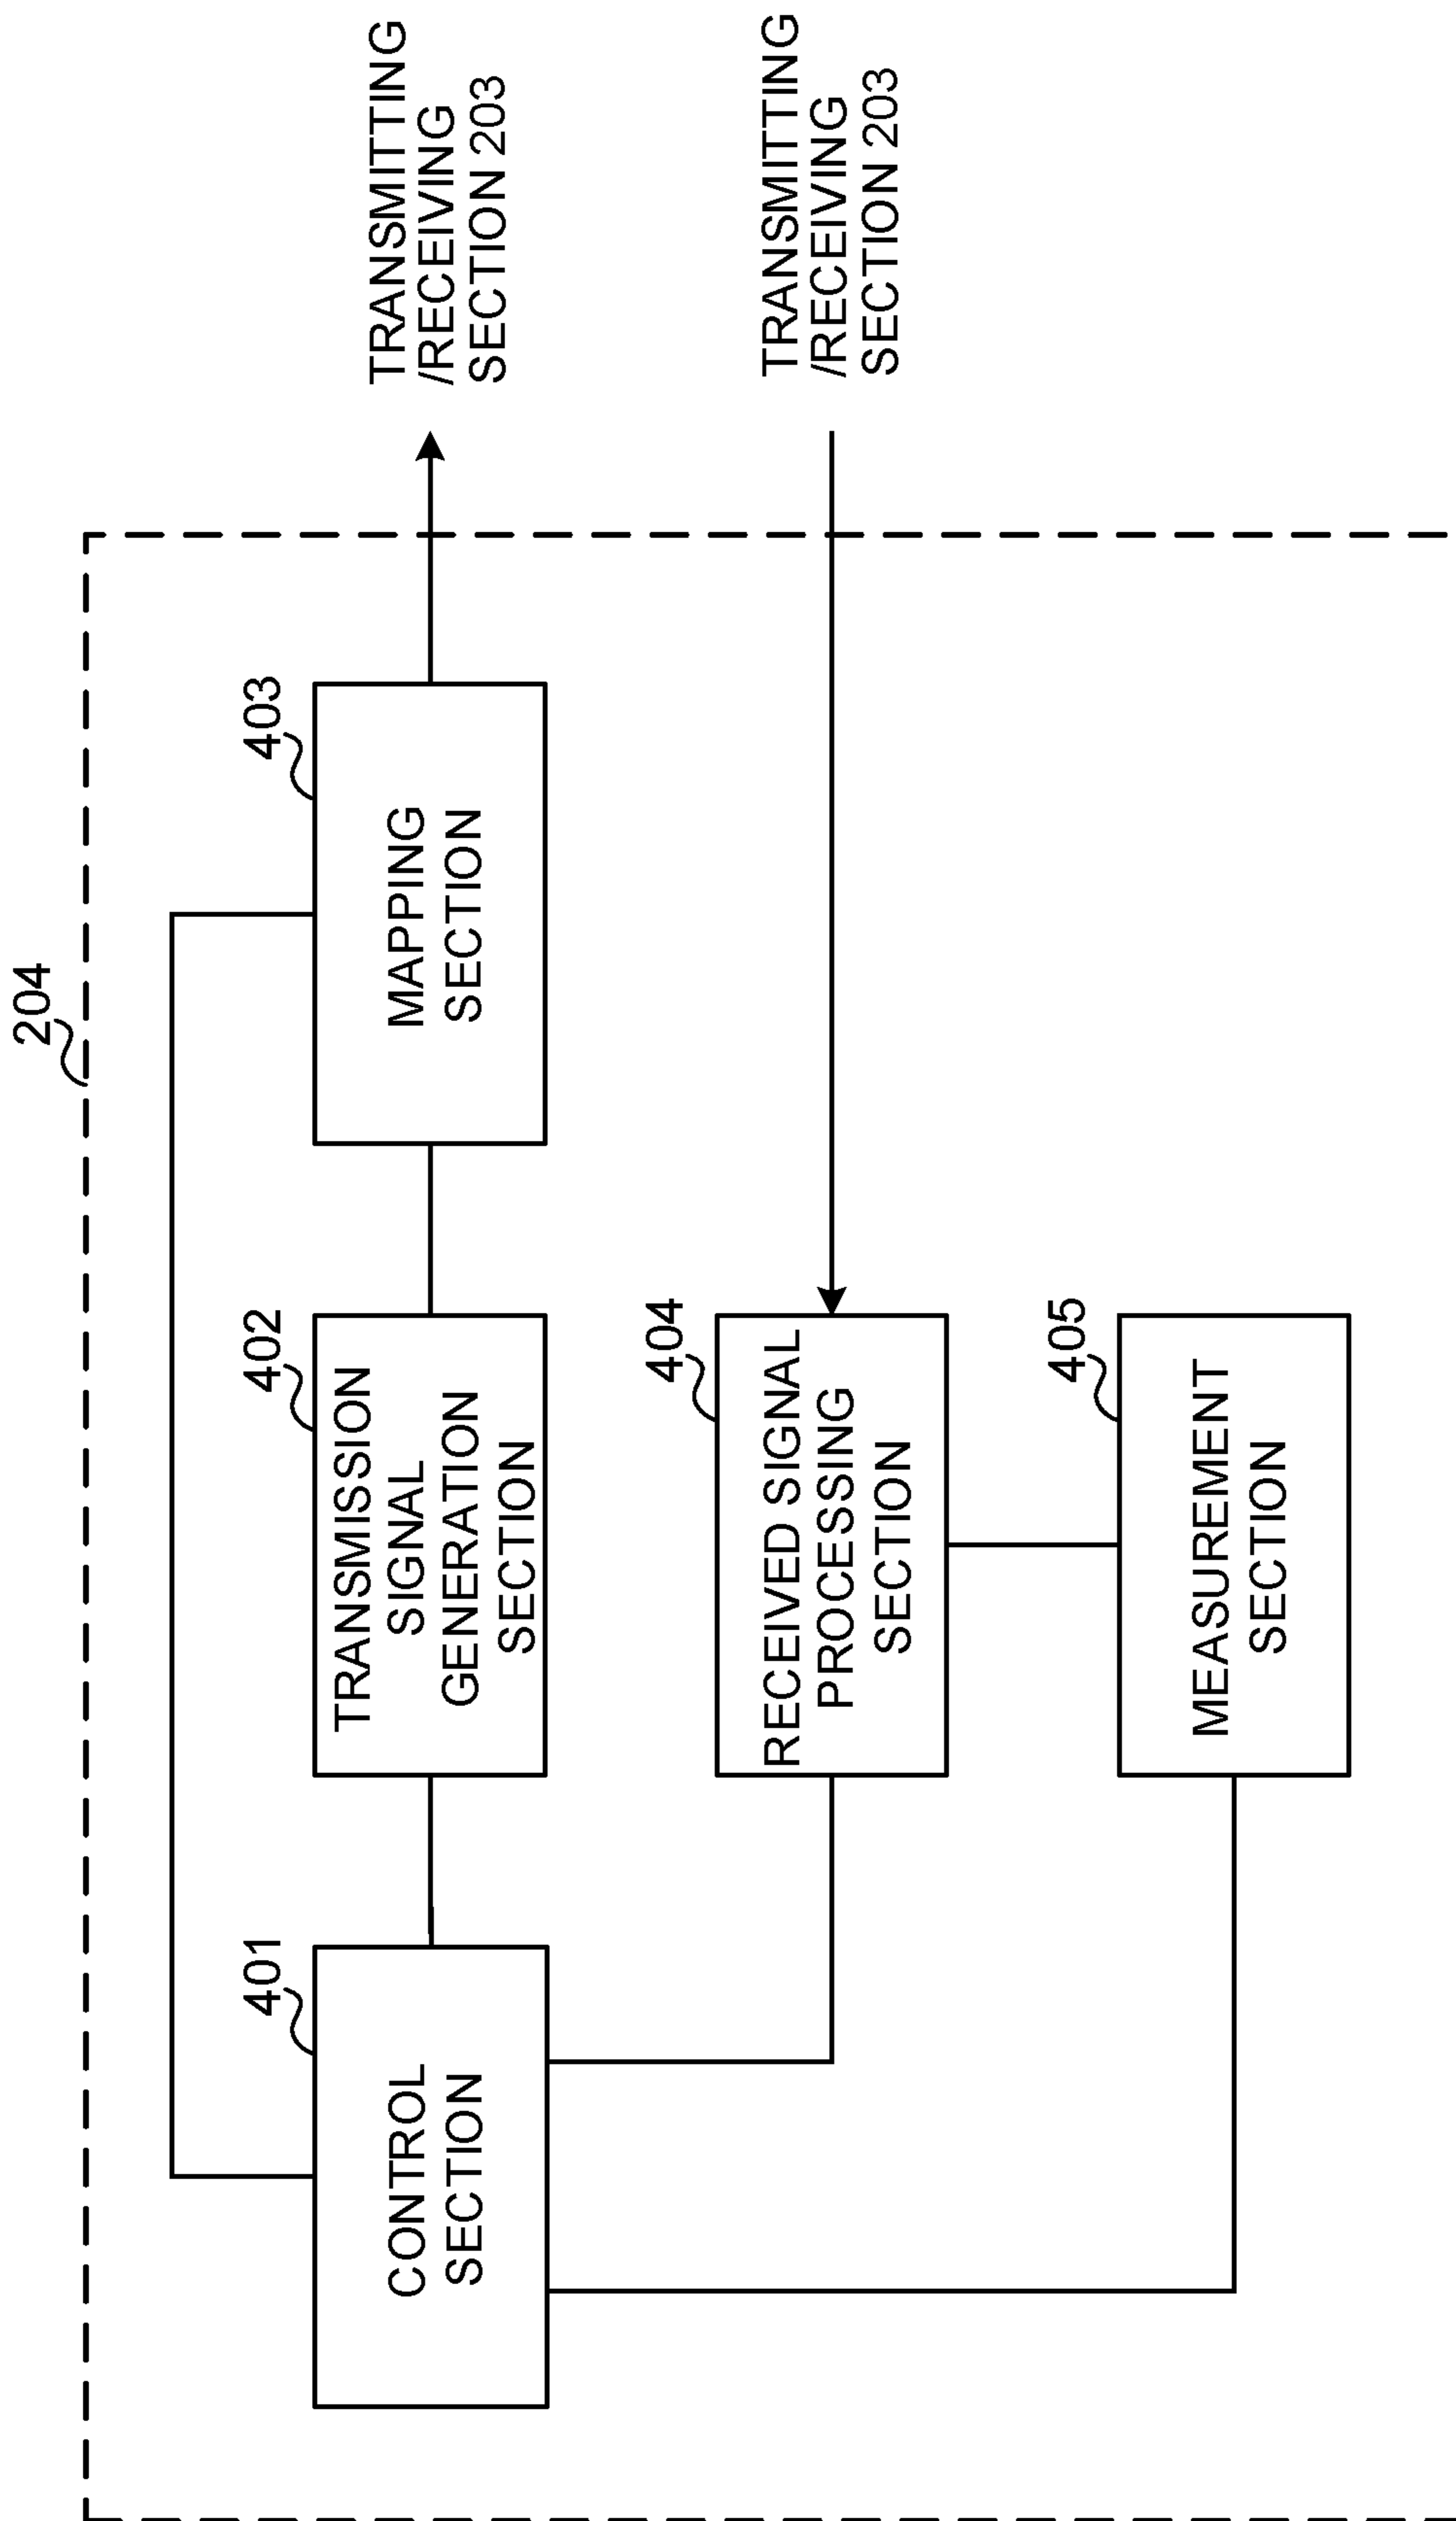 204
401
CONTROL
SECTION
402
TRANSMISSION
SIGNAL
GENERATION
SECTION
403
MAPPING
SECTION
TRANSMITTING
/RECEIVING
SECTION 203
404
RECEIVED SIGNAL
PROCESSING
SECTION
TRANSMITTING
/RECEIVING
SECTION 203
405
MEASUREMENT
SECTION